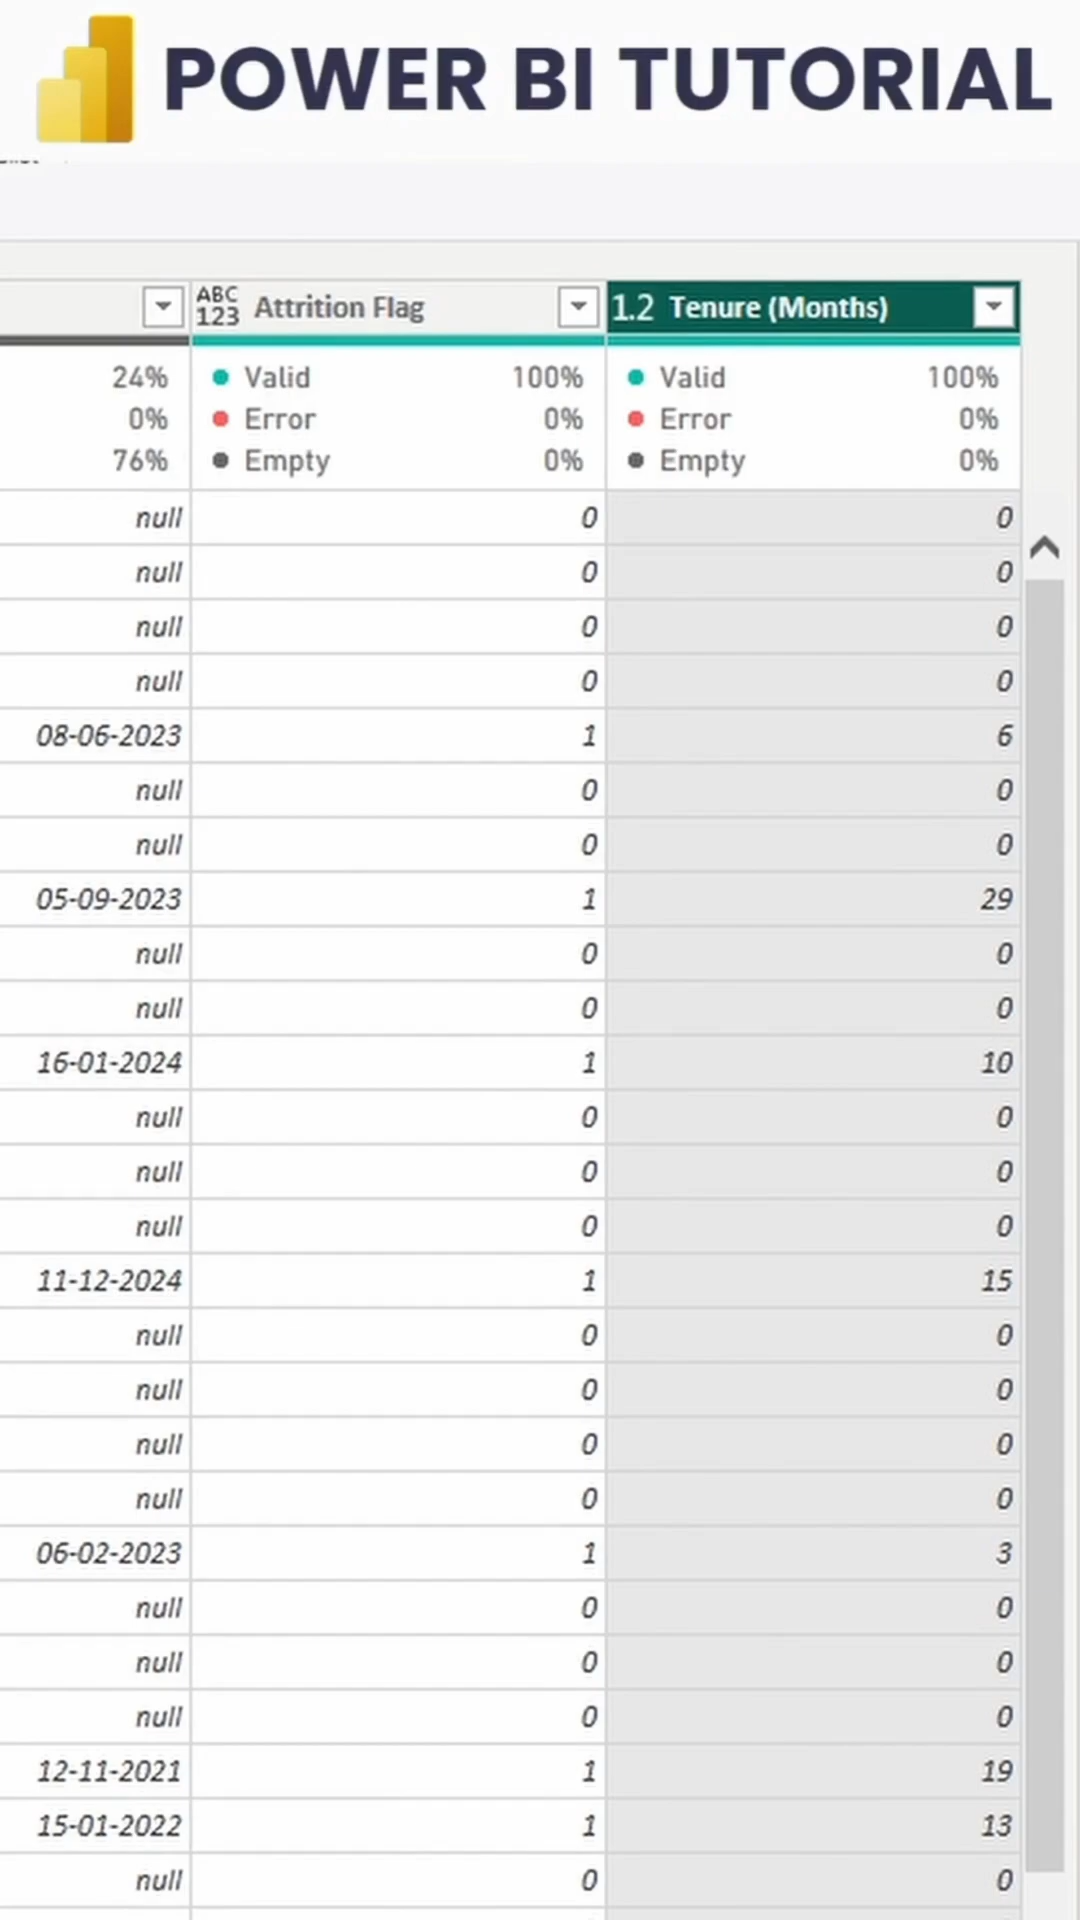 POWER BI TUTORIAL
ABC 123 Attrition Flag 1.2 Tenure (Months)
24% Valid 100% Valid 100%
0% Error 0% Error 0%
76% Empty 0% Empty 0%
null 0 0
null 0 0
null 0 0
null 0 0
08-06-2023 1 6
null 0 0
null 0 0
05-09-2023 1 29
null 0 0
null 0 0
16-01-2024 1 10
null 0 0
null 0 0
null 0 0
11-12-2024 1 15
null 0 0
null 0 0
null 0 0
null 0 0
06-02-2023 1 3
null 0 0
null 0 0
null 0 0
12-11-2021 1 19
15-01-2022 1 13
null 0 0